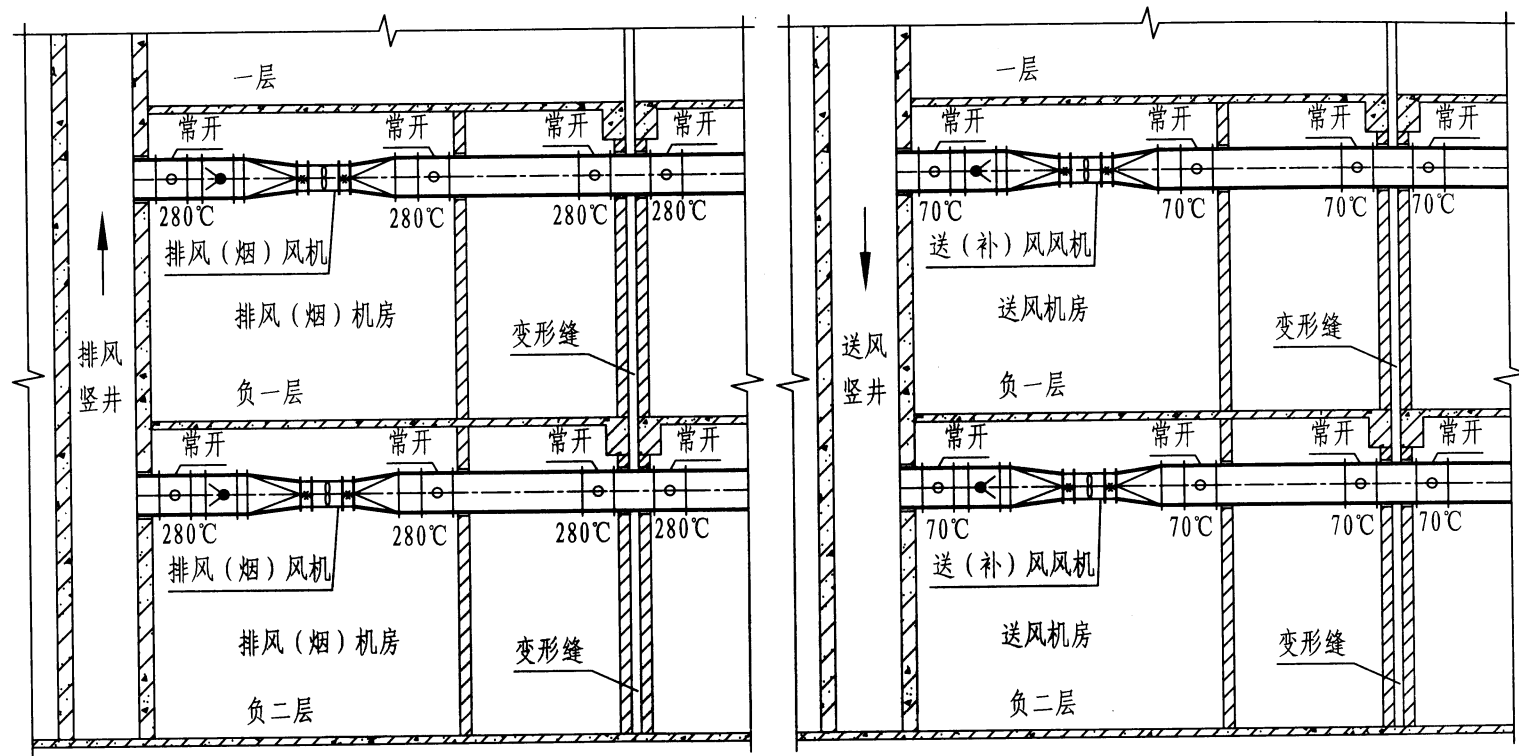 一层
常开
常开
常开
常开
280℃
280℃
280℃
280℃
排风（烟）风机
排风（烟）机房
变形缝
排风
竖井
负一层
常开
常开
常开
常开
280℃
280℃
280℃
280℃
排风（烟）风机
排风（烟）机房
变形缝
负二层
一层
常开
常开
常开
常开
70℃
70℃
70℃
70℃
送（补）风风机
送风机房
变形缝
送风
竖井
负一层
常开
常开
常开
常开
70℃
70℃
70℃
70℃
送（补）风风机
送风机房
变形缝
负二层